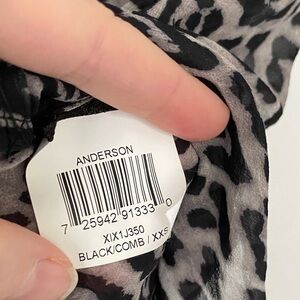 ANDERSON
7 25942 91333 0
XIX1J350
BLACK/COMB / XXS